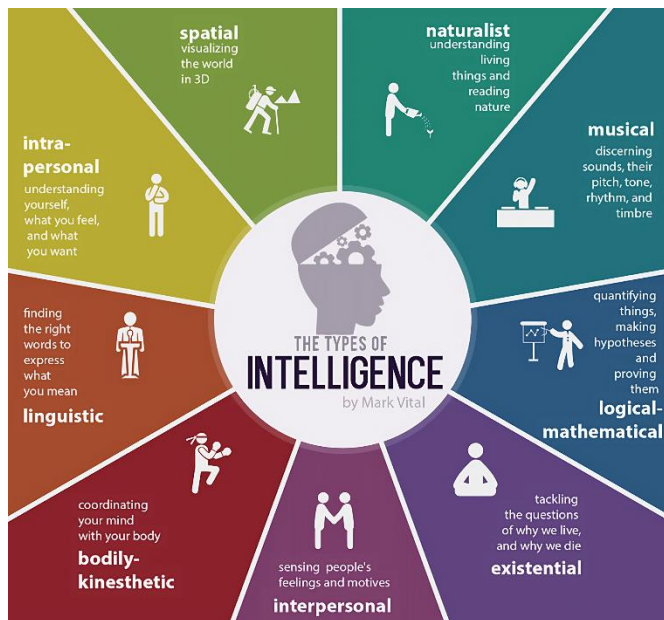 spatial
visualizing
the world
in 3D
naturalist
understanding
living
things and
reading
nature
musical
discerning
sounds, their
pitch, tone,
rhythm, and
timbre
quantifying
things,
making
hypotheses
and
proving
them
logical-
mathematical
tackling
the questions
of why we live,
and why we die
existential
sensing people's
feelings and motives
interpersonal
coordinating
your mind
with your body
bodily-
kinesthetic
finding
the right
words to
express
what
you mean
linguistic
intra-
personal
understanding
yourself,
what you feel,
and what
you want
THE TYPES OF
INTELLIGENCE
by Mark Vital